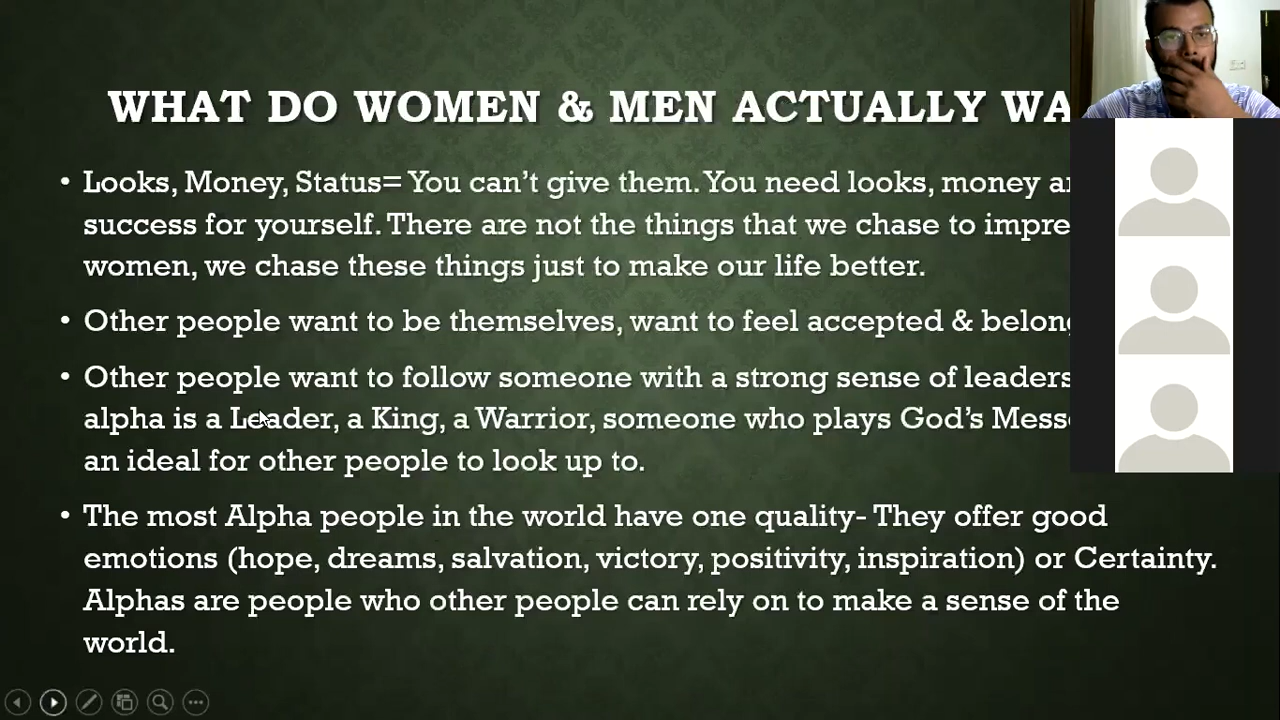 WHAT DO WOMEN & MEN ACTUALLY
• Looks, Money, Status= You can't give them. You need looks, money
success for yourself. There are not the things that we chase to
women, we chase these things just to make our life better.
• Other people want to be themselves, want to feel accepted &
• Other people want to follow someone with a strong sense of
alpha is a Leader, a King, a Warrior, someone who plays God's
an ideal for other people to look up to.
• The most Alpha people in the world have one quality- They offer good
emotions (hope, dreams, salvation, victory, positivity, inspiration) or Certainty.
Alphas are people who other people can rely on to make a sense of the
world.